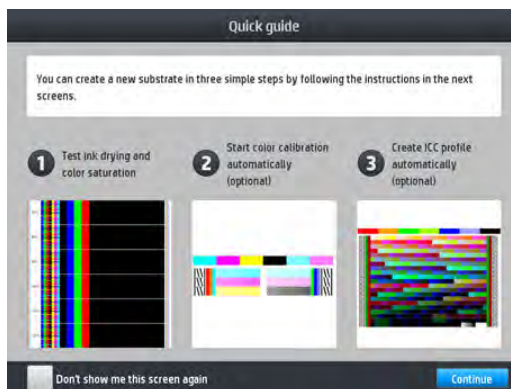 Quick guide
You can create a new substrate in three simple steps by following the instructions in the next
screens.
1
Test ink drying and
color saturation
2
Start color calibration
automatically
(optional)
3
Create ICC profile
automatically
(optional)
Don't show me this screen again
Continue